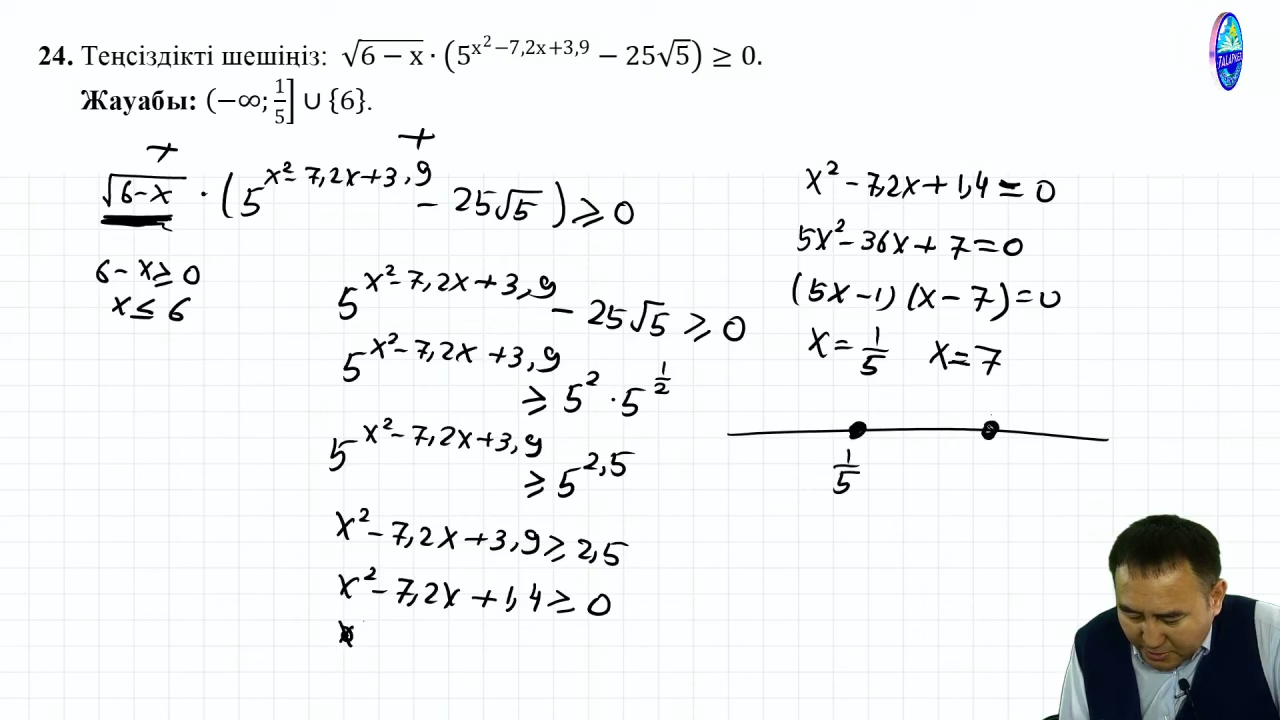 24. Теңсіздікті шешіңіз: √(6 − x) · (5^(x² − 7,2x + 3,9) − 25√5) ≥ 0.
Жауабы: (−∞; 1/5] ∪ {6}.
+ +
√(6-x) · (5^(x² - 7,2x + 3,9) - 25√5) ≥ 0
6 - x ≥ 0
x ≤ 6
5^(x² - 7,2x + 3,9) - 25√5 ≥ 0
5^(x² - 7,2x + 3,9) ≥ 5² · 5^(1/2)
5^(x² - 7,2x + 3,9) ≥ 5^(2,5)
x² - 7,2x + 3,9 ≥ 2,5
x² - 7,2x + 1,4 ≥ 0
x² - 7,2x + 1,4 = 0
5x² - 36x + 7 = 0
(5x - 1) (x - 7) = 0
x = 1/5 x = 7
1/5
TALAPKER